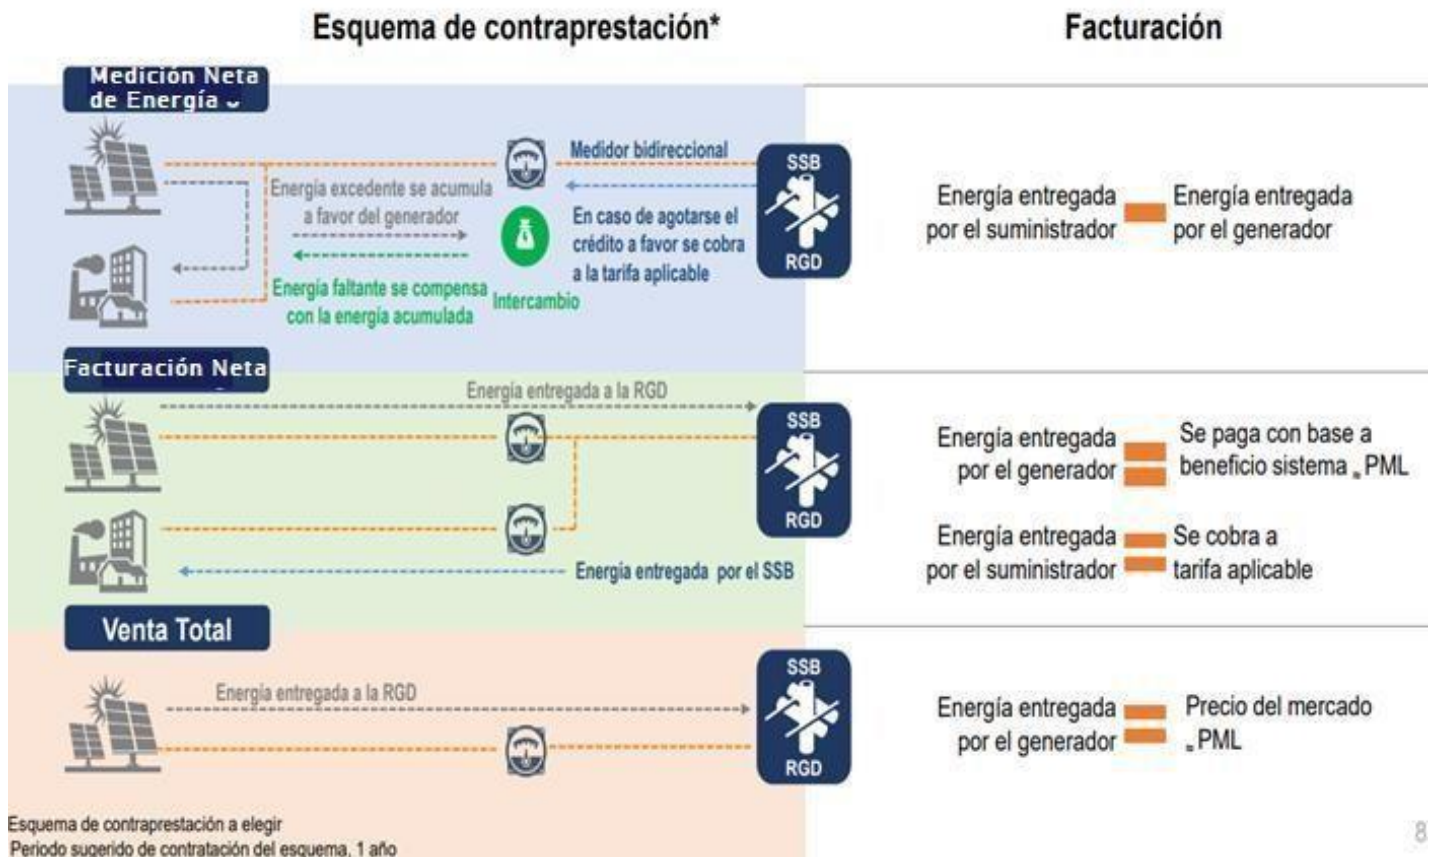 Esquema de contraprestación*
Facturación
Medición Neta
de Energía
Medidor bidireccional
SSB
RGD
Energía excedente se acumula
a favor del generador
En caso de agotarse el
crédito a favor se cobra
a la tarifa aplicable
Energía faltante se compensa
con la energía acumulada
Intercambio
Energía entregada
por el suministrador
Energía entregada
por el generador
Facturación Neta
Energía entregada a la RGD
SSB
RGD
Energía entregada por el SSB
Energía entregada
por el generador
Se paga con base a
beneficio sistema PML
Energía entregada
por el suministrador
Se cobra a
tarifa aplicable
Venta Total
Energía entregada a la RGD
SSB
RGD
Energía entregada
por el generador
Precio del mercado
PML
Esquema de contraprestación a elegir
Periodo sugerido de contratación del esquema, 1 año
8